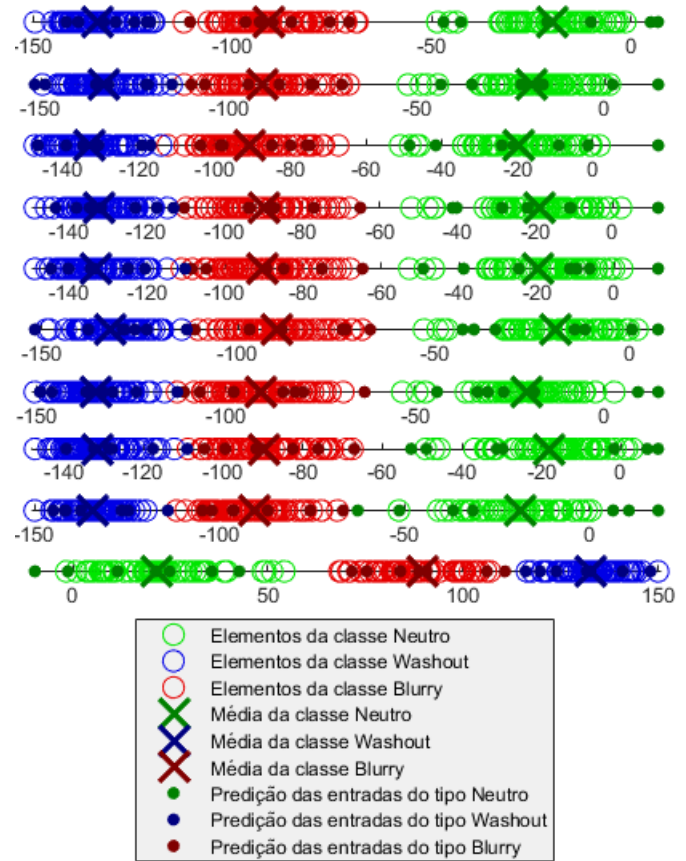 -150 -100 -50 0
-150 -100 -50 0
-140 -120 -100 -80 -60 -40 -20 0
-140 -120 -100 -80 -60 -40 -20 0
-140 -120 -100 -80 -60 -40 -20 0
-150 -100 -50 0
-150 -100 -50 0
-140 -120 -100 -80 -60 -40 -20 0
-150 -100 -50 0
0 50 100 150
Elementos da classe Neutro
Elementos da classe Washout
Elementos da classe Blurry
Média da classe Neutro
Média da classe Washout
Média da classe Blurry
Predição das entradas do tipo Neutro
Predição das entradas do tipo Washout
Predição das entradas do tipo Blurry